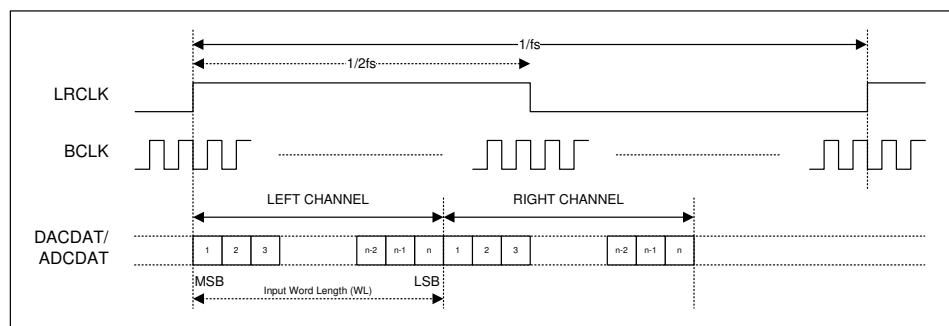 1/fs
1/2fs
LRCLK
BCLK
LEFT CHANNEL RIGHT CHANNEL
DACDAT/
ADCDAT
1 2 3 n-2 n-1 n 1 2 3 n-2 n-1 n
MSB LSB
Input Word Length (WL)